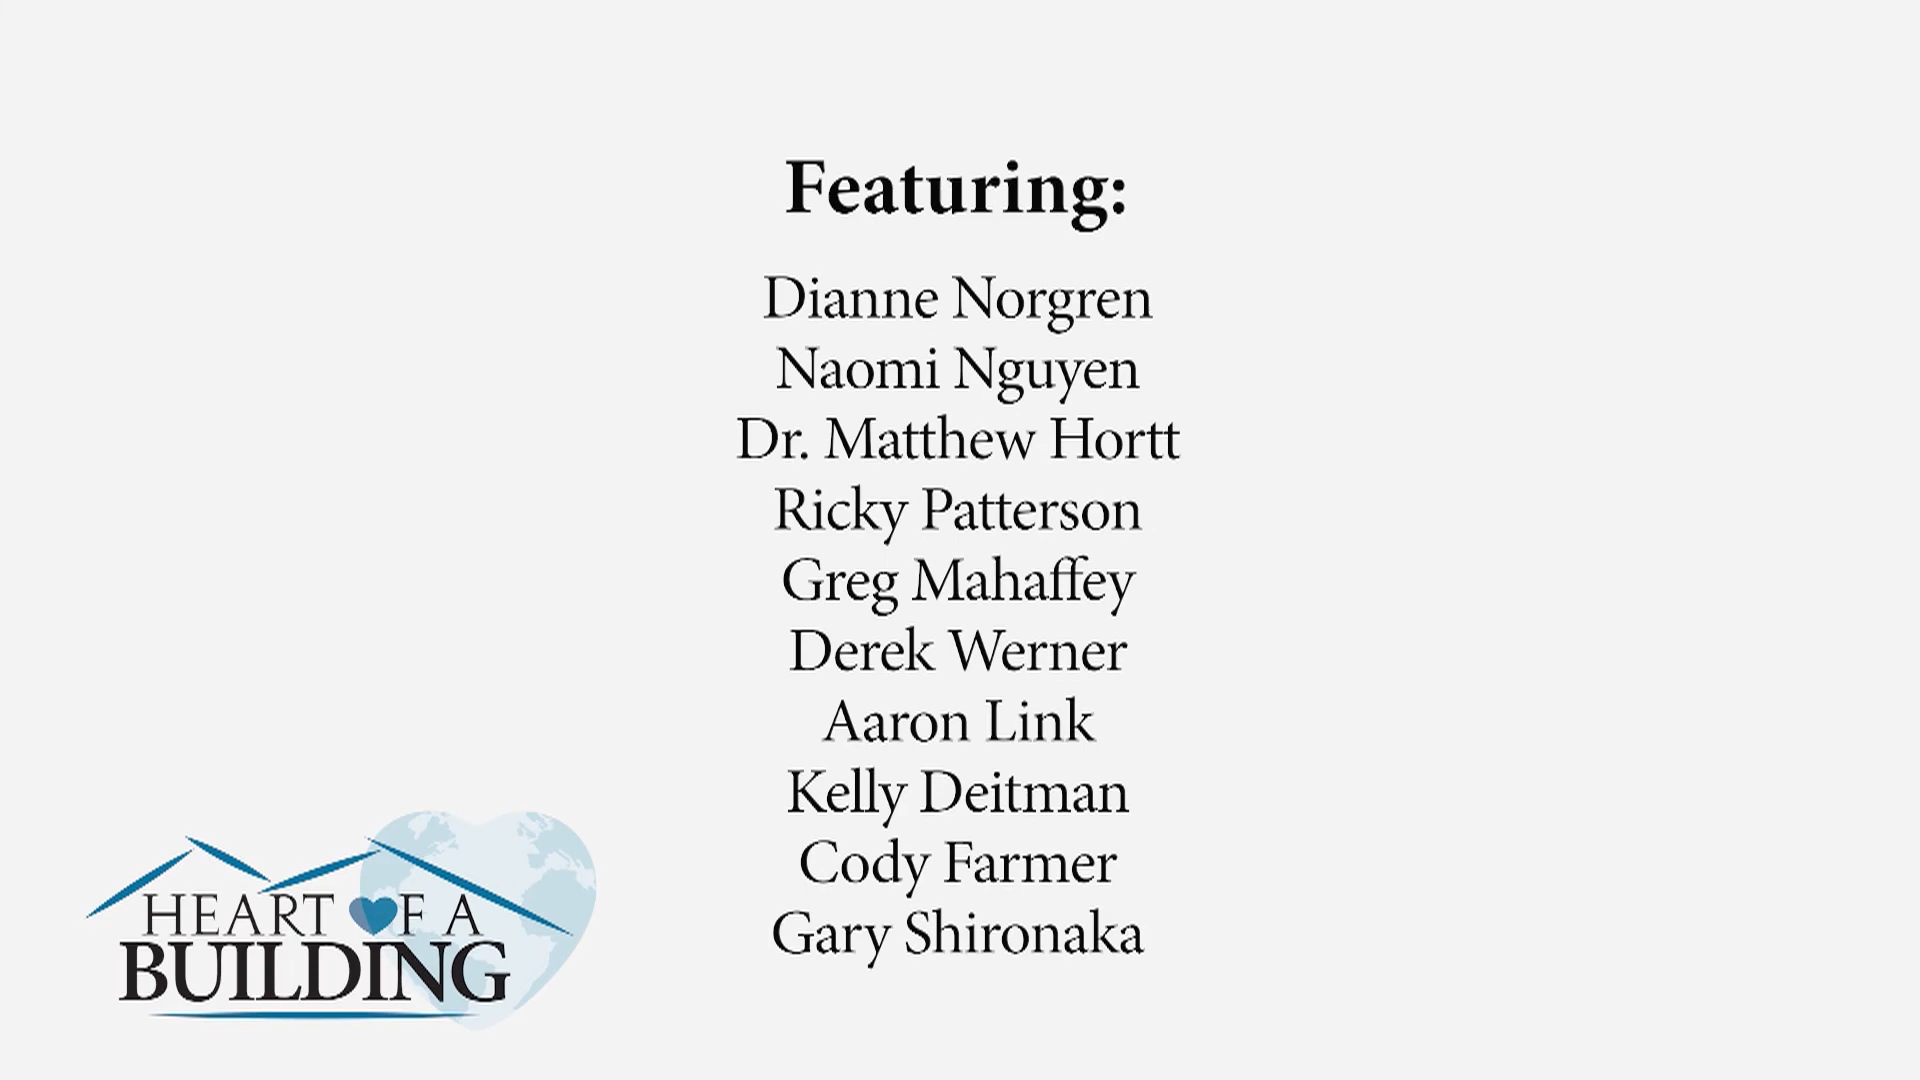 Featuring:
Dianne Norgren
Naomi Nguyen
Dr. Matthew Hortt
Ricky Patterson
Greg Mahaffey
Derek Werner
Aaron Link
Kelly Deitman
Cody Farmer
Gary Shironaka
HEART OF A
BUILDING